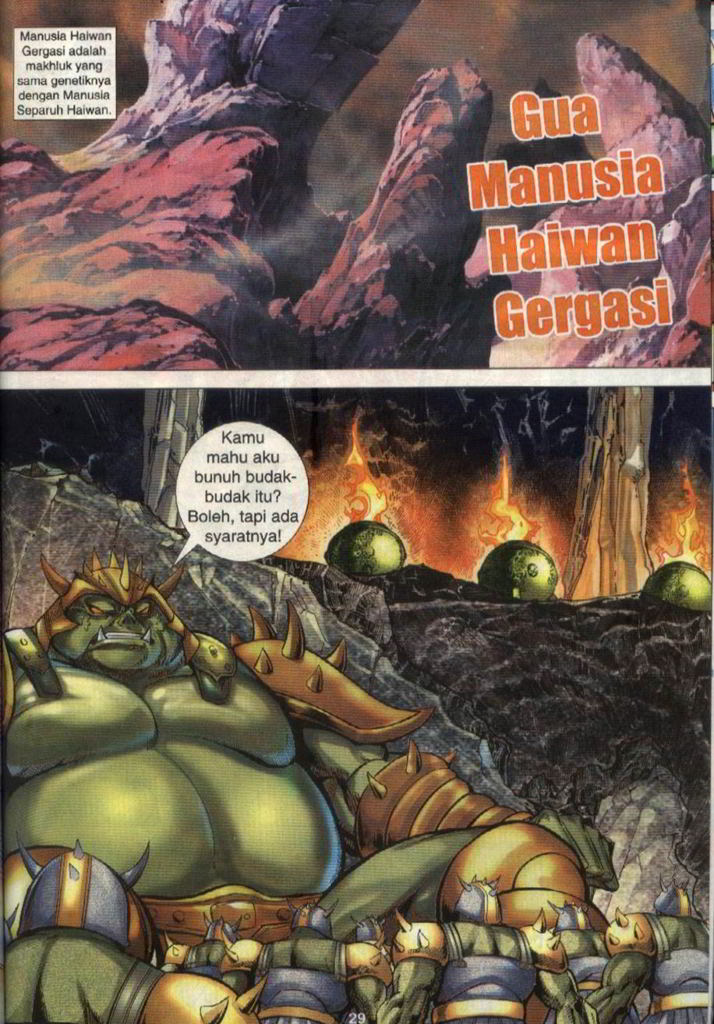 Manusia Haiwan
Gergasi adalah
makhluk yang
sama genetiknya
dengan Manusia
Separuh Haiwan.
Gua
Manusia
Haiwan
Gergasi
Kamu
mahu aku
bunuh budak-
budak itu?
Boleh, tapi ada
syaratnya!
29